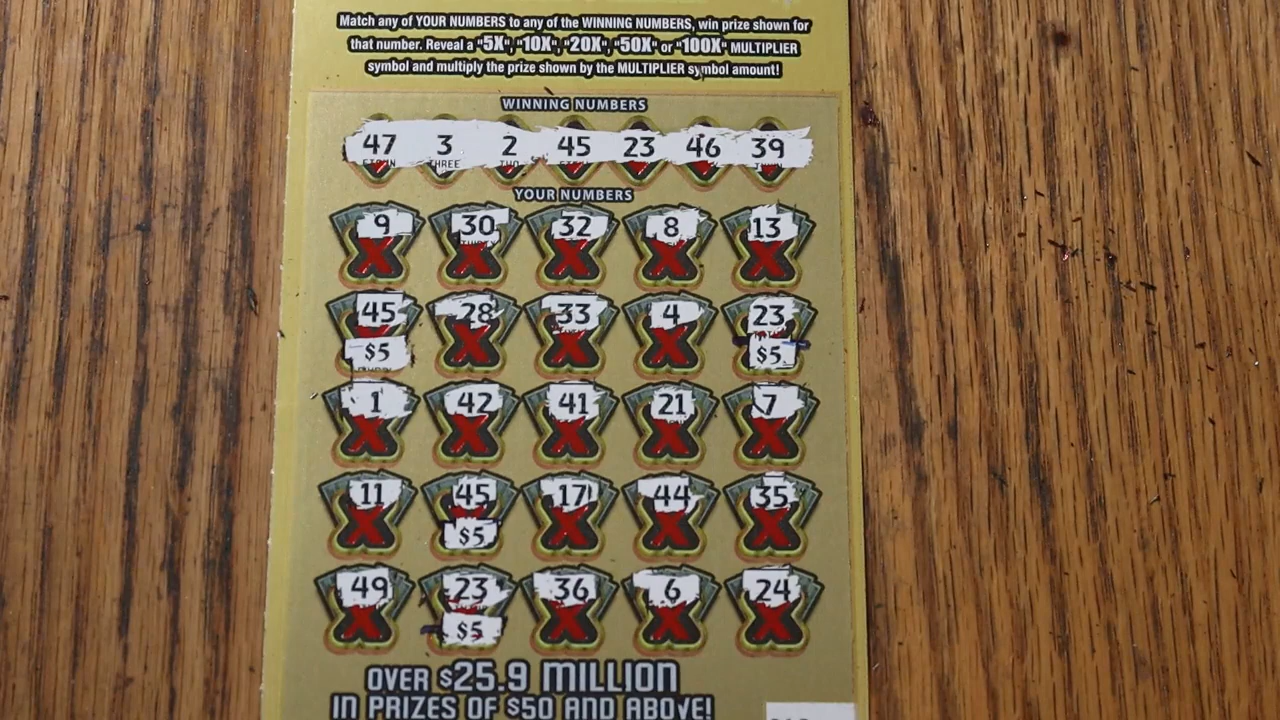 Match any of YOUR NUMBERS to any of the WINNING NUMBERS, win prize shown for
that number. Reveal a "5X", "10X", "20X", "50X" or "100X" MULTIPLIER
symbol and multiply the prize shown by the MULTIPLIER symbol amount!
WINNING NUMBERS
47 3 2 45 23 46 39
THREE TWO
YOUR NUMBERS
9 30 32 8 13
X X X X X
45 28 33 4 23
$5 X X X $5
1 42 41 21 7
X X X X X
11 45 17 44 35
X $5 X X X
49 23 36 6 24
X $5 X X X
OVER $25.9 MILLION
IN PRIZES OF $50 AND ABOVE!